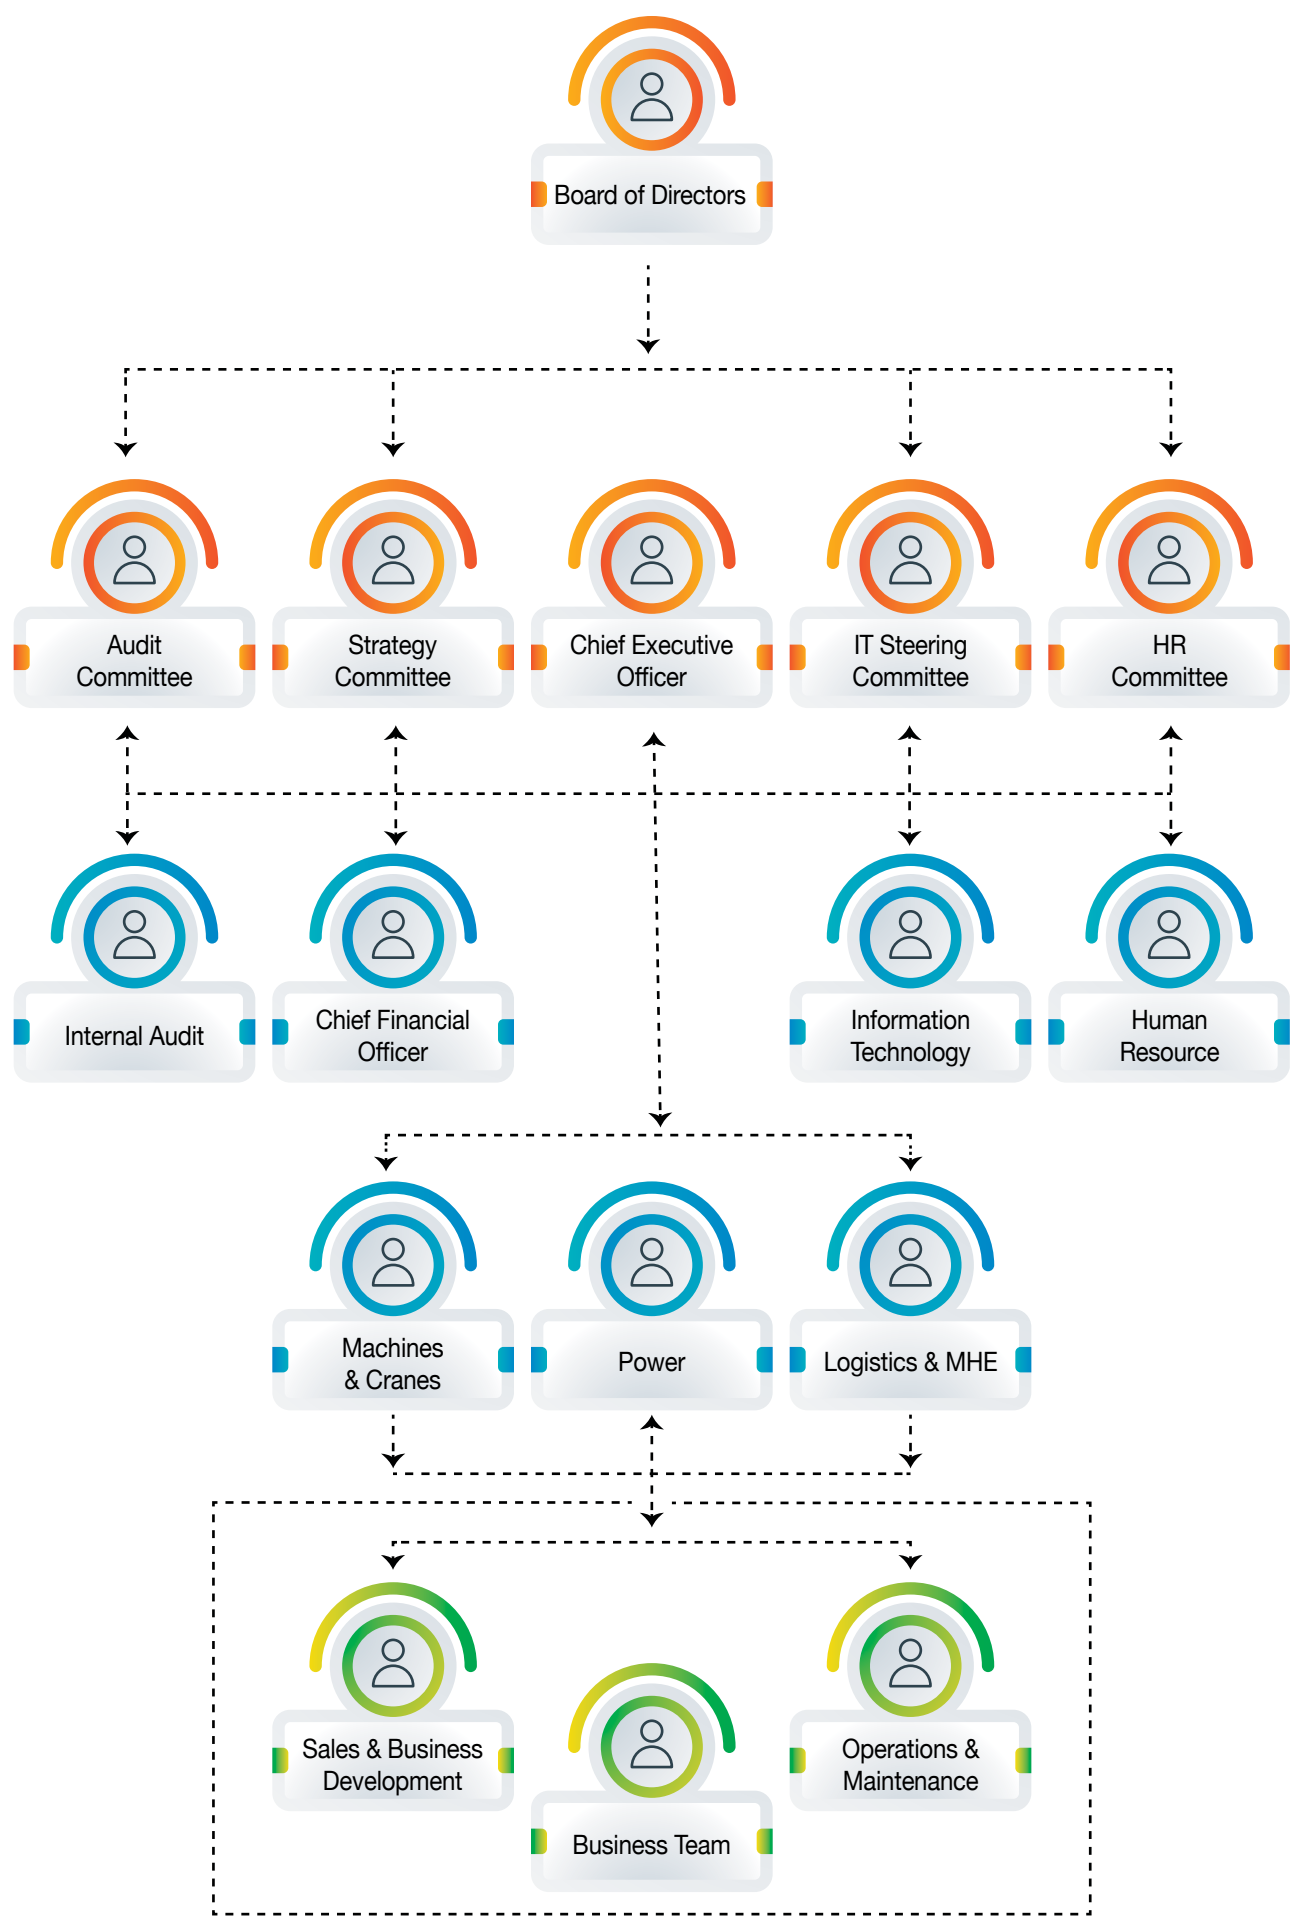 Board of Directors
Audit
Committee
Strategy
Committee
Chief Executive
Officer
IT Steering
Committee
HR
Committee
Internal Audit
Chief Financial
Officer
Information
Technology
Human
Resource
Machines
& Cranes
Power
Logistics & MHE
Sales & Business
Development
Business Team
Operations &
Maintenance